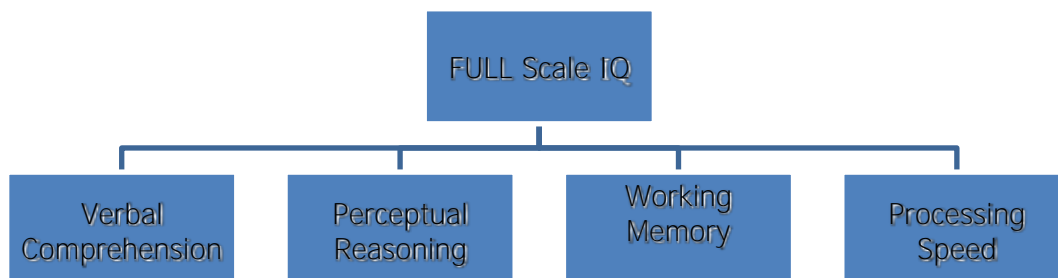 FULL Scale IQ
Verbal
Comprehension
Perceptual
Reasoning
Working
Memory
Processing
Speed